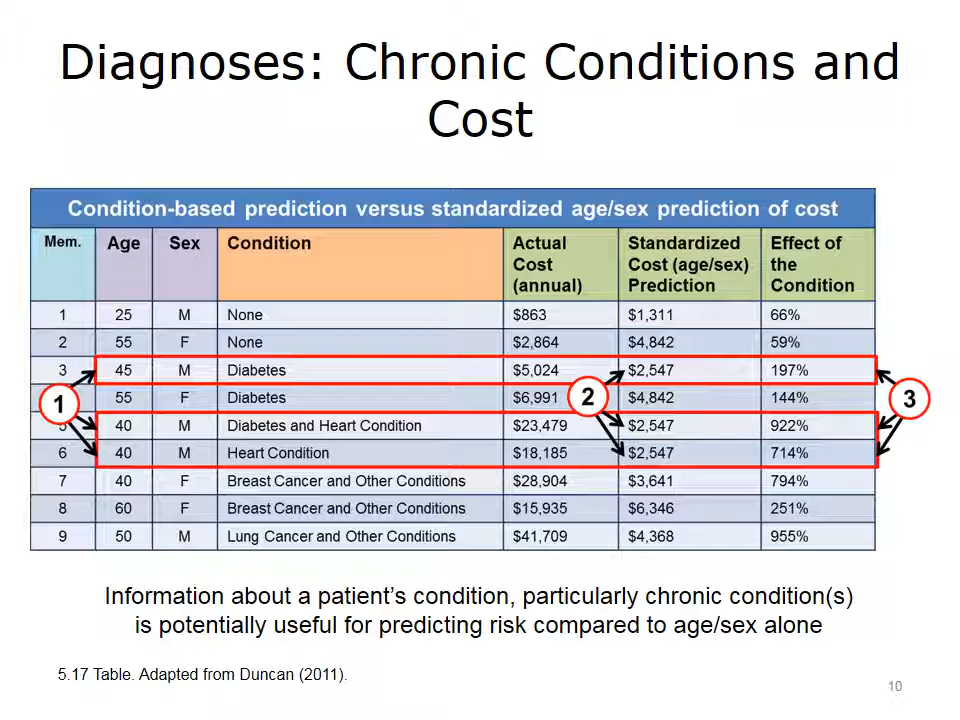 Diagnoses: Chronic Conditions and
Cost
Condition-based prediction versus standardized age/sex prediction of cost
Mem. Age Sex Condition Actual Cost (annual) Standardized Cost (age/sex) Prediction Effect of the Condition
1 25 M None $863 $1,311 66%
2 55 F None $2,864 $4,842 59%
3 45 M Diabetes $5,024 $2,547 197%
55 F Diabetes $6,991 $4,842 144%
5 40 M Diabetes and Heart Condition $23,479 $2,547 922%
6 40 M Heart Condition $18,185 $2,547 714%
7 40 F Breast Cancer and Other Conditions $28,904 $3,641 794%
8 60 F Breast Cancer and Other Conditions $15,935 $6,346 251%
9 50 M Lung Cancer and Other Conditions $41,709 $4,368 955%
1
2
3
Information about a patient's condition, particularly chronic condition(s)
is potentially useful for predicting risk compared to age/sex alone
5.17 Table. Adapted from Duncan (2011).
10